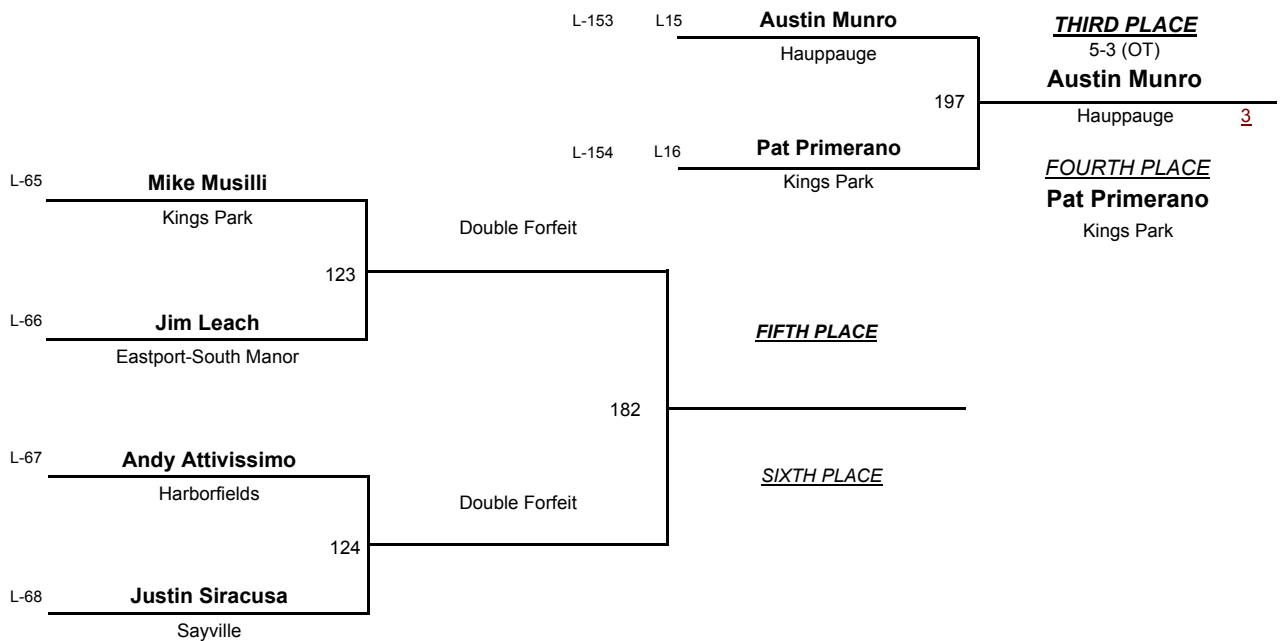 L-153 L15 Austin Munro
Hauppauge
THIRD PLACE
5-3 (OT)
Austin Munro
197
Hauppauge 3
L-154 L16 Pat Primerano
Kings Park
FOURTH PLACE
Pat Primerano
Kings Park
L-65 Mike Musilli
Kings Park
Double Forfeit
123
L-66 Jim Leach
Eastport-South Manor
FIFTH PLACE
182
L-67 Andy Attivissimo
Harborfields
SIXTH PLACE
Double Forfeit
124
L-68 Justin Siracusa
Sayville